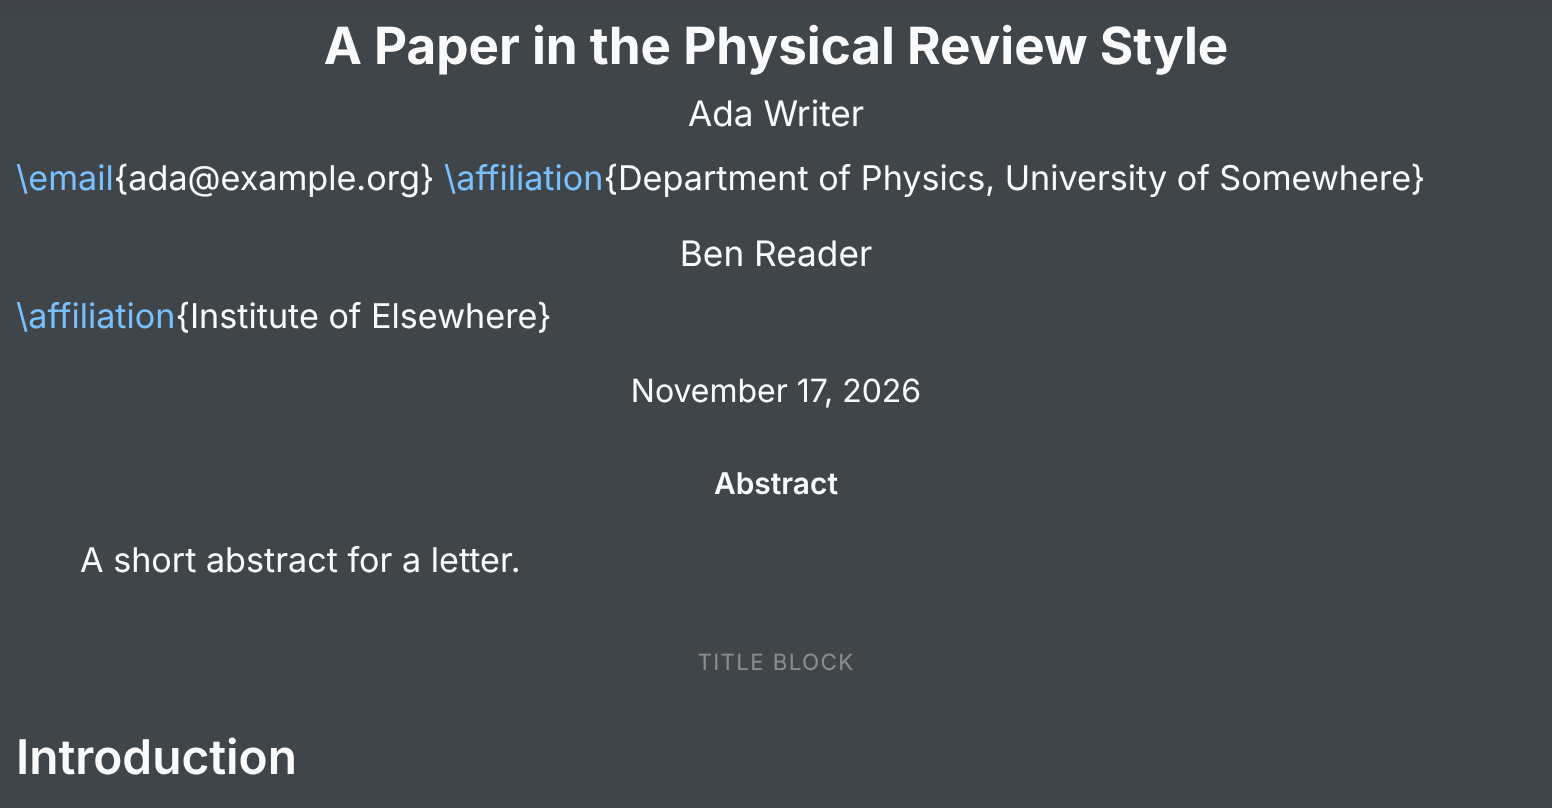 A Paper in the Physical Review Style
Ada Writer
\email{ada@example.org} \affiliation{Department of Physics, University of Somewhere}
Ben Reader
\affiliation{Institute of Elsewhere}
November 17, 2026
Abstract
A short abstract for a letter.
TITLE BLOCK
Introduction